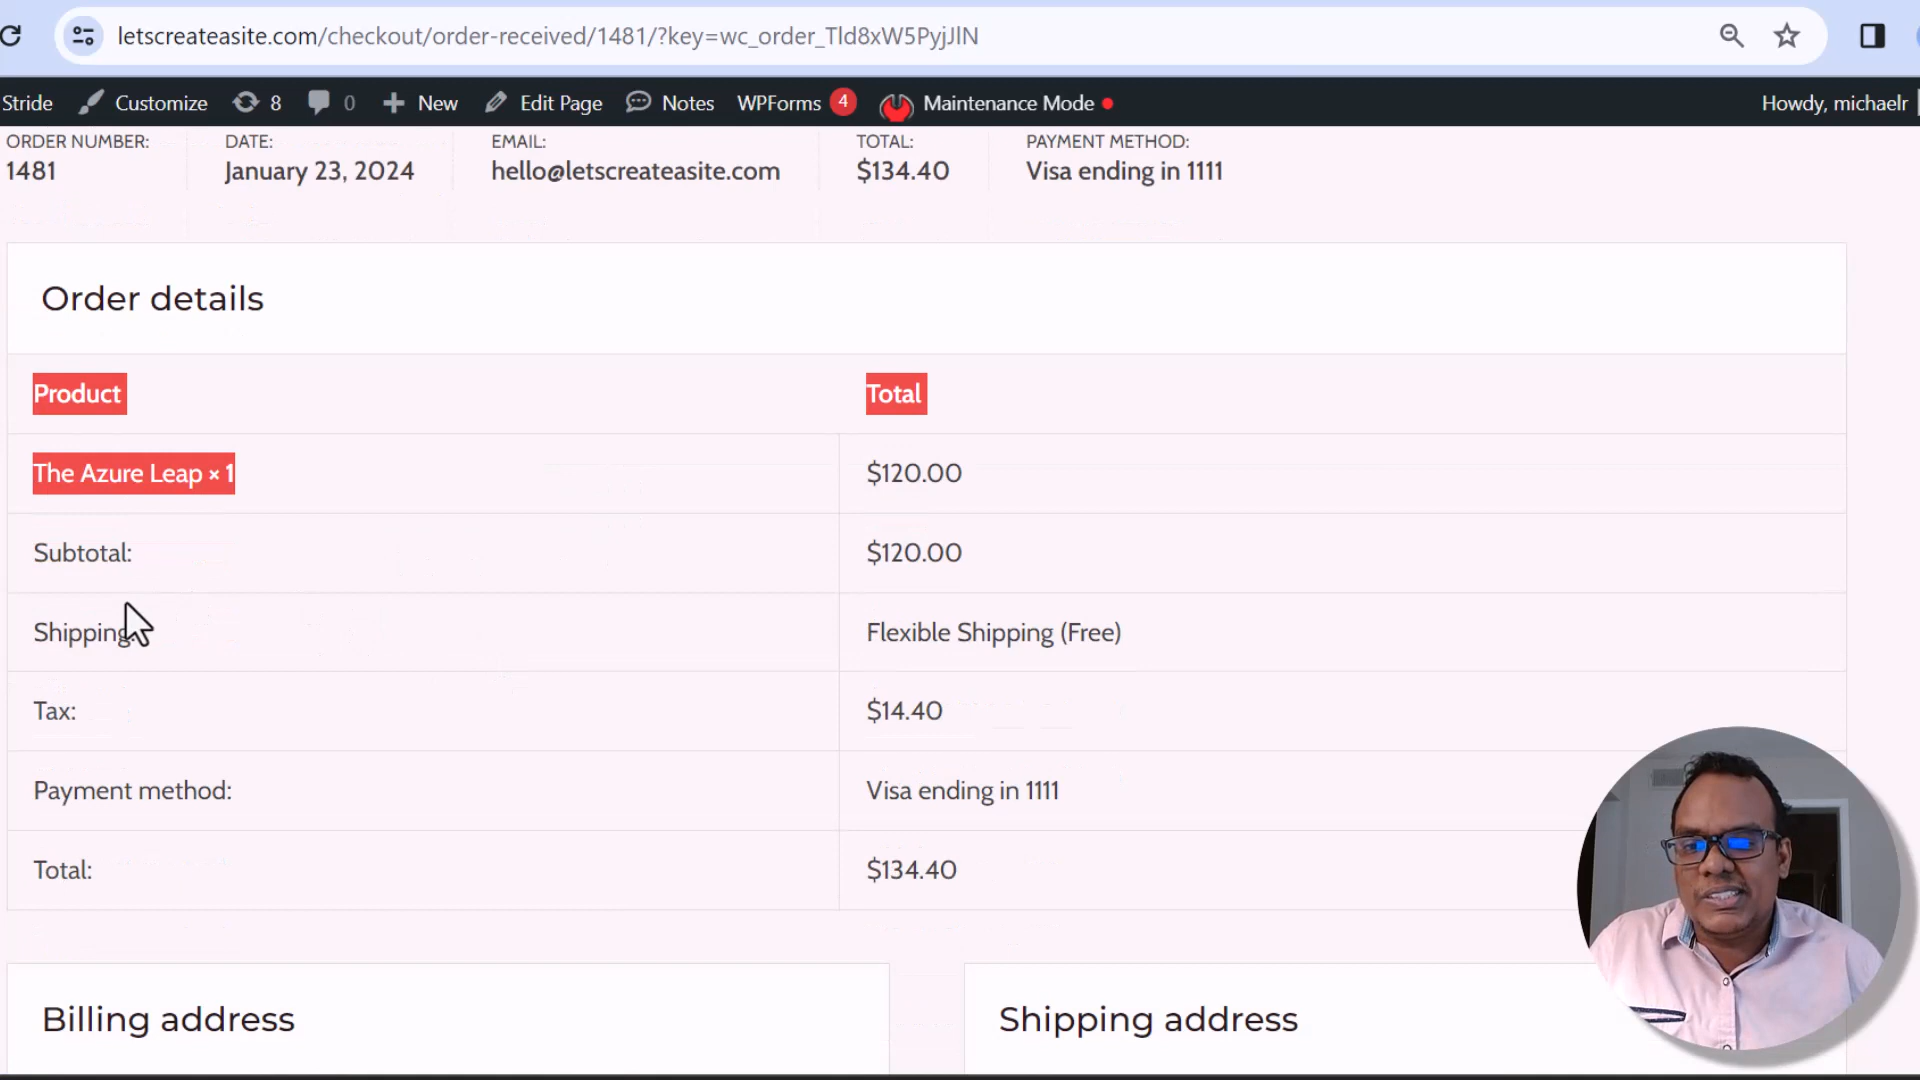 letscreateasite.com/checkout/order-received/1481/?key=wc_order_Tld8xW5PyjJlN
Stride Customize 8 0 New Edit Page Notes WPForms 4 Maintenance Mode Howdy, michaelr
ORDER NUMBER: DATE: EMAIL: TOTAL: PAYMENT METHOD:
1481 January 23, 2024 hello@letscreateasite.com $134.40 Visa ending in 1111
Order details
Product Total
The Azure Leap × 1 $120.00
Subtotal: $120.00
Shipping: Flexible Shipping (Free)
Tax: $14.40
Payment method: Visa ending in 1111
Total: $134.40
Billing address Shipping address